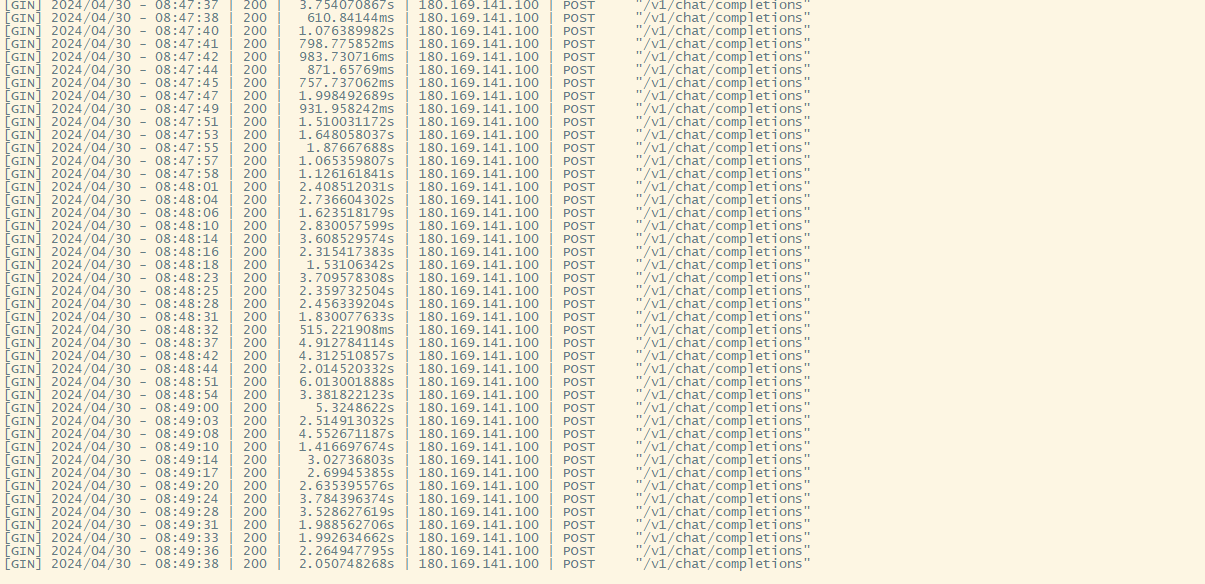 [GIN] 2024/04/30 - 08:47:37 | 200 |  3.754070867s | 180.169.141.100 | POST     "/v1/chat/completions"
[GIN] 2024/04/30 - 08:47:38 | 200 |   610.84144ms | 180.169.141.100 | POST     "/v1/chat/completions"
[GIN] 2024/04/30 - 08:47:40 | 200 |  1.076389982s | 180.169.141.100 | POST     "/v1/chat/completions"
[GIN] 2024/04/30 - 08:47:41 | 200 |  798.775852ms | 180.169.141.100 | POST     "/v1/chat/completions"
[GIN] 2024/04/30 - 08:47:42 | 200 |  983.730716ms | 180.169.141.100 | POST     "/v1/chat/completions"
[GIN] 2024/04/30 - 08:47:44 | 200 |   871.65769ms | 180.169.141.100 | POST     "/v1/chat/completions"
[GIN] 2024/04/30 - 08:47:45 | 200 |  757.737062ms | 180.169.141.100 | POST     "/v1/chat/completions"
[GIN] 2024/04/30 - 08:47:47 | 200 |  1.998492689s | 180.169.141.100 | POST     "/v1/chat/completions"
[GIN] 2024/04/30 - 08:47:49 | 200 |  931.958242ms | 180.169.141.100 | POST     "/v1/chat/completions"
[GIN] 2024/04/30 - 08:47:51 | 200 |  1.510031172s | 180.169.141.100 | POST     "/v1/chat/completions"
[GIN] 2024/04/30 - 08:47:53 | 200 |  1.648058037s | 180.169.141.100 | POST     "/v1/chat/completions"
[GIN] 2024/04/30 - 08:47:55 | 200 |   1.87667688s | 180.169.141.100 | POST     "/v1/chat/completions"
[GIN] 2024/04/30 - 08:47:57 | 200 |  1.065359807s | 180.169.141.100 | POST     "/v1/chat/completions"
[GIN] 2024/04/30 - 08:47:58 | 200 |  1.126161841s | 180.169.141.100 | POST     "/v1/chat/completions"
[GIN] 2024/04/30 - 08:48:01 | 200 |  2.408512031s | 180.169.141.100 | POST     "/v1/chat/completions"
[GIN] 2024/04/30 - 08:48:04 | 200 |  2.736604302s | 180.169.141.100 | POST     "/v1/chat/completions"
[GIN] 2024/04/30 - 08:48:06 | 200 |  1.623518179s | 180.169.141.100 | POST     "/v1/chat/completions"
[GIN] 2024/04/30 - 08:48:10 | 200 |  2.830057599s | 180.169.141.100 | POST     "/v1/chat/completions"
[GIN] 2024/04/30 - 08:48:14 | 200 |  3.608529574s | 180.169.141.100 | POST     "/v1/chat/completions"
[GIN] 2024/04/30 - 08:48:16 | 200 |  2.315417383s | 180.169.141.100 | POST     "/v1/chat/completions"
[GIN] 2024/04/30 - 08:48:18 | 200 |   1.53106342s | 180.169.141.100 | POST     "/v1/chat/completions"
[GIN] 2024/04/30 - 08:48:23 | 200 |  3.709578308s | 180.169.141.100 | POST     "/v1/chat/completions"
[GIN] 2024/04/30 - 08:48:25 | 200 |  2.359732504s | 180.169.141.100 | POST     "/v1/chat/completions"
[GIN] 2024/04/30 - 08:48:28 | 200 |  2.456339204s | 180.169.141.100 | POST     "/v1/chat/completions"
[GIN] 2024/04/30 - 08:48:31 | 200 |  1.830077633s | 180.169.141.100 | POST     "/v1/chat/completions"
[GIN] 2024/04/30 - 08:48:32 | 200 |  515.221908ms | 180.169.141.100 | POST     "/v1/chat/completions"
[GIN] 2024/04/30 - 08:48:37 | 200 |  4.912784114s | 180.169.141.100 | POST     "/v1/chat/completions"
[GIN] 2024/04/30 - 08:48:42 | 200 |  4.312510857s | 180.169.141.100 | POST     "/v1/chat/completions"
[GIN] 2024/04/30 - 08:48:44 | 200 |  2.014520332s | 180.169.141.100 | POST     "/v1/chat/completions"
[GIN] 2024/04/30 - 08:48:51 | 200 |  6.013001888s | 180.169.141.100 | POST     "/v1/chat/completions"
[GIN] 2024/04/30 - 08:48:54 | 200 |  3.381822123s | 180.169.141.100 | POST     "/v1/chat/completions"
[GIN] 2024/04/30 - 08:49:00 | 200 |    5.3248622s | 180.169.141.100 | POST     "/v1/chat/completions"
[GIN] 2024/04/30 - 08:49:03 | 200 |  2.514913032s | 180.169.141.100 | POST     "/v1/chat/completions"
[GIN] 2024/04/30 - 08:49:08 | 200 |  4.552671187s | 180.169.141.100 | POST     "/v1/chat/completions"
[GIN] 2024/04/30 - 08:49:10 | 200 |  1.416697674s | 180.169.141.100 | POST     "/v1/chat/completions"
[GIN] 2024/04/30 - 08:49:14 | 200 |   3.02736803s | 180.169.141.100 | POST     "/v1/chat/completions"
[GIN] 2024/04/30 - 08:49:17 | 200 |   2.69945385s | 180.169.141.100 | POST     "/v1/chat/completions"
[GIN] 2024/04/30 - 08:49:20 | 200 |  2.635395576s | 180.169.141.100 | POST     "/v1/chat/completions"
[GIN] 2024/04/30 - 08:49:24 | 200 |  3.784396374s | 180.169.141.100 | POST     "/v1/chat/completions"
[GIN] 2024/04/30 - 08:49:28 | 200 |  3.528627619s | 180.169.141.100 | POST     "/v1/chat/completions"
[GIN] 2024/04/30 - 08:49:31 | 200 |  1.988562706s | 180.169.141.100 | POST     "/v1/chat/completions"
[GIN] 2024/04/30 - 08:49:33 | 200 |  1.992634662s | 180.169.141.100 | POST     "/v1/chat/completions"
[GIN] 2024/04/30 - 08:49:36 | 200 |  2.264947795s | 180.169.141.100 | POST     "/v1/chat/completions"
[GIN] 2024/04/30 - 08:49:38 | 200 |  2.050748268s | 180.169.141.100 | POST     "/v1/chat/completions"